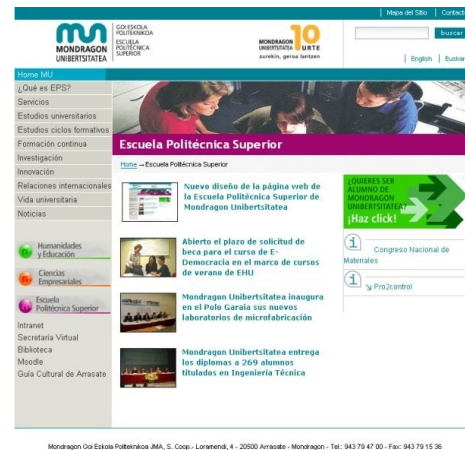 Mapa del Sitio | Contacto
MONDRAGON
UNIBERTSITATEA
GOI ESKOLA
POLITEKNIKOA
ESCUELA
POLITÉCNICA
SUPERIOR
MONDRAGON
UNIBERTSITATEA
10
URTE
zurekin, geroa lantzen
buscar
| English | Euskar
Home MU
¿Qué es EPS?
Servicios
Estudios universitarios
Estudios ciclos formativos
Formación continua
Investigación
Innovación
Relaciones internacionales
Vida universitaria
Noticias
Humanidades
y Educación
Ciencias
Empresariales
Escuela
Politécnica Superior
Intranet
Secretaría Virtual
Biblioteca
Moodle
Guía Cultural de Arrasate
Escuela Politécnica Superior
Home → Escuela Politécnica Superior
Nuevo diseño de la página web de
la Escuela Politécnica Superior de
Mondragon Unibertsitatea
Abierto el plazo de solicitud de
beca para el curso de E-
Democracia en el marco de cursos
de verano de EHU
Mondragon Unibertsitatea inaugura
en el Polo Garaia sus nuevos
laboratorios de microfabricación
Mondragon Unibertsitatea entrega
los diplomas a 269 alumnos
titulados en Ingeniería Técnica
¿QUIERES SER
ALUMNO DE
MONDRAGON
UNIBERTSITATEA?
¡Haz click!
Congreso Nacional de
Materiales
Pro2control
Mondragon Goi Eskola Politeknikoa JMA, S. Coop.- Loramendi, 4 - 20500 Arrasate - Mondragon - Tel.: 943 79 47 00 - Fax: 943 79 15 36